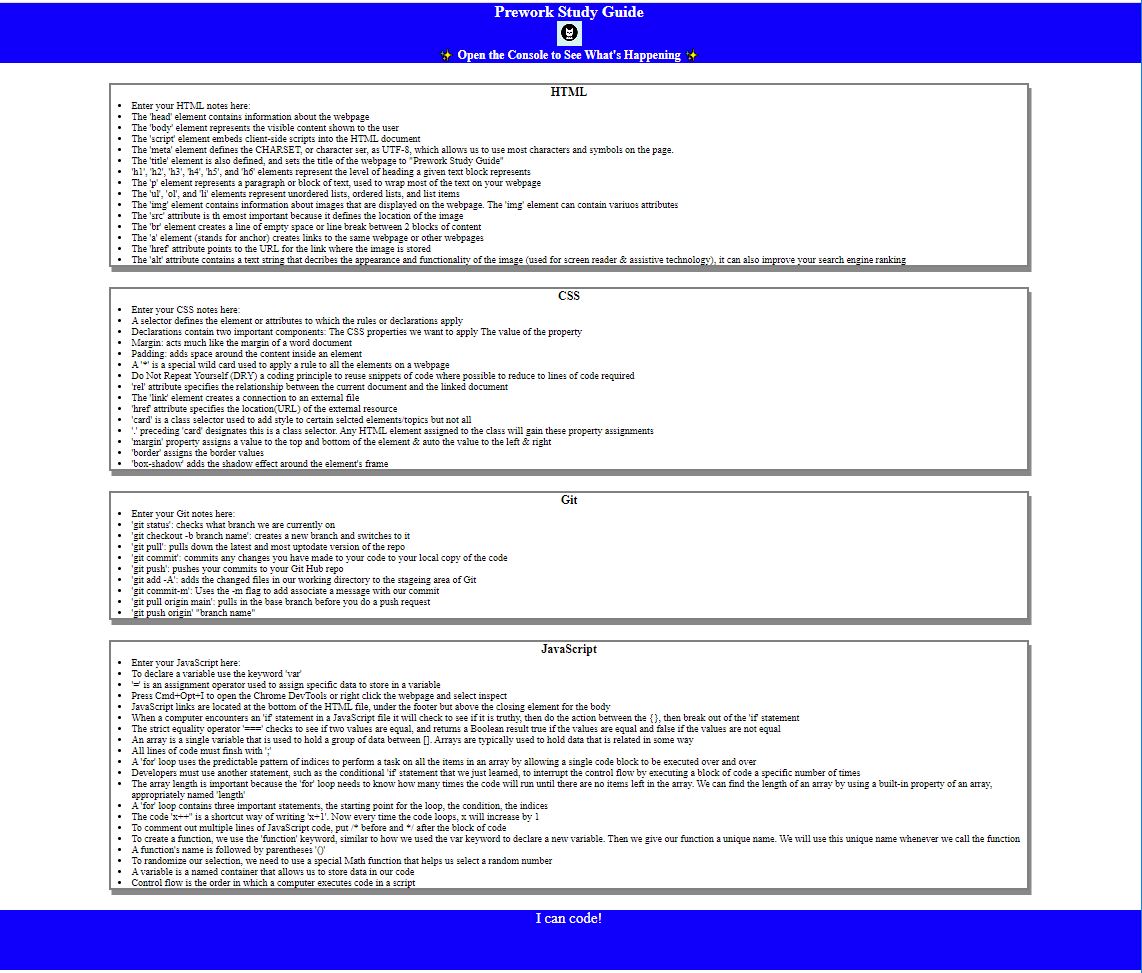 Prework Study Guide
✨ Open the Console to See What's Happening ✨
HTML
• Enter your HTML notes here:
• The 'head' element contains information about the webpage
• The 'body' element represents the visible content shown to the user
• The 'script' element embeds client-side scripts into the HTML document
• The 'meta' element defines the CHARSET, or character ser, as UTF-8, which allows us to use most characters and symbols on the page.
• The 'title' element is also defined, and sets the title of the webpage to "Prework Study Guide"
• 'h1', 'h2', 'h3', 'h4', 'h5', and 'h6' elements represent the level of heading a given text block represents
• The 'p' element represents a paragraph or block of text, used to wrap most of the text on your webpage
• The 'ul', 'ol', and 'li' elements represent unordered lists, ordered lists, and list items
• The 'img' element contains information about images that are displayed on the webpage. The 'img' element can contain variuos attributes
• The 'src' attribute is th emost important because it defines the location of the image
• The 'br' element creates a line of empty space or line break between 2 blocks of content
• The 'a' element (stands for anchor) creates links to the same webpage or other webpages
• The 'href' attribute points to the URL for the link where the image is stored
• The 'alt' attribute contains a text string that decribes the appearance and functionality of the image (used for screen reader & assistive technology), it can also improve your search engine ranking
CSS
• Enter your CSS notes here:
• A selector defines the element or attributes to which the rules or declarations apply
• Declarations contain two important components: The CSS properties we want to apply The value of the property
• Margin: acts much like the margin of a word document
• Padding: adds space around the content inside an element
• A '*' is a special wild card used to apply a rule to all the elements on a webpage
• Do Not Repeat Yourself (DRY) a coding principle to reuse snippets of code where possible to reduce to lines of code required
• 'rel' attribute specifies the relationship between the current document and the linked document
• The 'link' element creates a connection to an external file
• 'href' attribute specifies the location(URL) of the external resource
• 'card' is a class selector used to add style to certain selcted elements/topics but not all
• '.' preceding 'card' designates this is a class selector. Any HTML element assigned to the class will gain these property assignments
• 'margin' property assigns a value to the top and bottom of the element & auto the value to the left & right
• 'border' assigns the border values
• 'box-shadow' adds the shadow effect around the element's frame
Git
• Enter your Git notes here:
• 'git status': checks what branch we are currently on
• 'git checkout -b branch name': creates a new branch and switches to it
• 'git pull': pulls down the latest and most uptodate version of the repo
• 'git commit': commits any changes you have made to your code to your local copy of the code
• 'git push': pushes your commits to your Git Hub repo
• 'git add -A': adds the changed files in our working directory to the stageing area of Git
• 'git commit-m': Uses the -m flag to add associate a message with our commit
• 'git pull origin main': pulls in the base branch before you do a push request
• 'git push origin' "branch name"
JavaScript
• Enter your JavaScript here:
• To declare a variable use the keyword 'var'
• '=' is an assignment operator used to assign specific data to store in a variable
• Press Cmd+Opt+I to open the Chrome DevTools or right click the webpage and select inspect
• JavaScript links are located at the bottom of the HTML file, under the footer but above the closing element for the body
• When a computer encounters an 'if' statement in a JavaScript file it will check to see if it is truthy, then do the action between the {}, then break out of the 'if' statement
• The strict equality operator '===' checks to see if two values are equal, and returns a Boolean result true if the values are equal and false if the values are not equal
• An array is a single variable that is used to hold a group of data between []. Arrays are typically used to hold data that is related in some way
• All lines of code must finsh with ';'
• A 'for' loop uses the predictable pattern of indices to perform a task on all the items in an array by allowing a single code block to be executed over and over
• Developers must use another statement, such as the conditional 'if' statement that we just learned, to interrupt the control flow by executing a block of code a specific number of times
• The array length is important because the 'for' loop needs to know how many times the code will run until there are no items left in the array. We can find the length of an array by using a built-in property of an array,
appropriately named 'length'
• A 'for' loop contains three important statements, the starting point for the loop, the condition, the indices
• The code 'x++'' is a shortcut way of writing 'x+1'. Now every time the code loops, x will increase by 1
• To comment out multiple lines of JavaScript code, put /* before and */ after the block of code
• To create a function, we use the 'function' keyword, similar to how we used the var keyword to declare a new variable. Then we give our function a unique name. We will use this unique name whenever we call the function
• A function's name is followed by parentheses '()'
• To randomize our selection, we need to use a special Math function that helps us select a random number
• A variable is a named container that allows us to store data in our code
• Control flow is the order in which a computer executes code in a script
I can code!